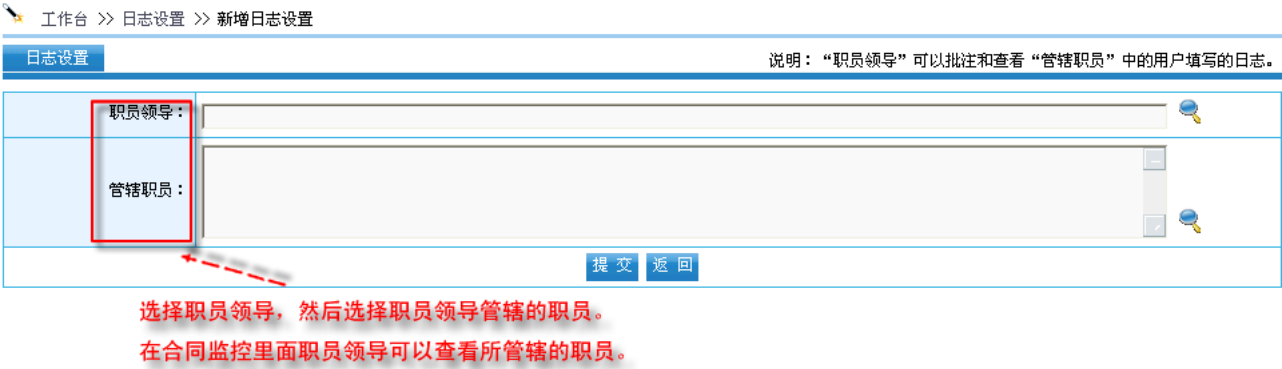 工作台 >> 日志设置 >> 新增日志设置
日志设置
说明：“职员领导”可以批注和查看“管辖职员”中的用户填写的日志。
职员领导：
管辖职员：
提 交 返 回
选择职员领导，然后选择职员领导管辖的职员。
在合同监控里面职员领导可以查看所管辖的职员。